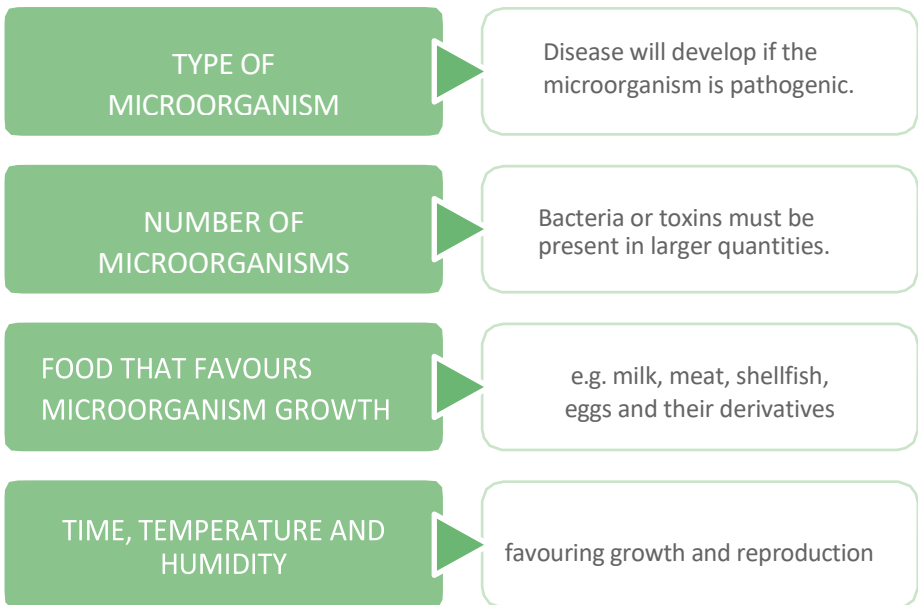 TYPE OF
MICROORGANISM
Disease will develop if the
microorganism is pathogenic.
NUMBER OF
MICROORGANISMS
Bacteria or toxins must be
present in larger quantities.
FOOD THAT FAVOURS
MICROORGANISM GROWTH
e.g. milk, meat, shellfish,
eggs and their derivatives
TIME, TEMPERATURE AND
HUMIDITY
favouring growth and reproduction